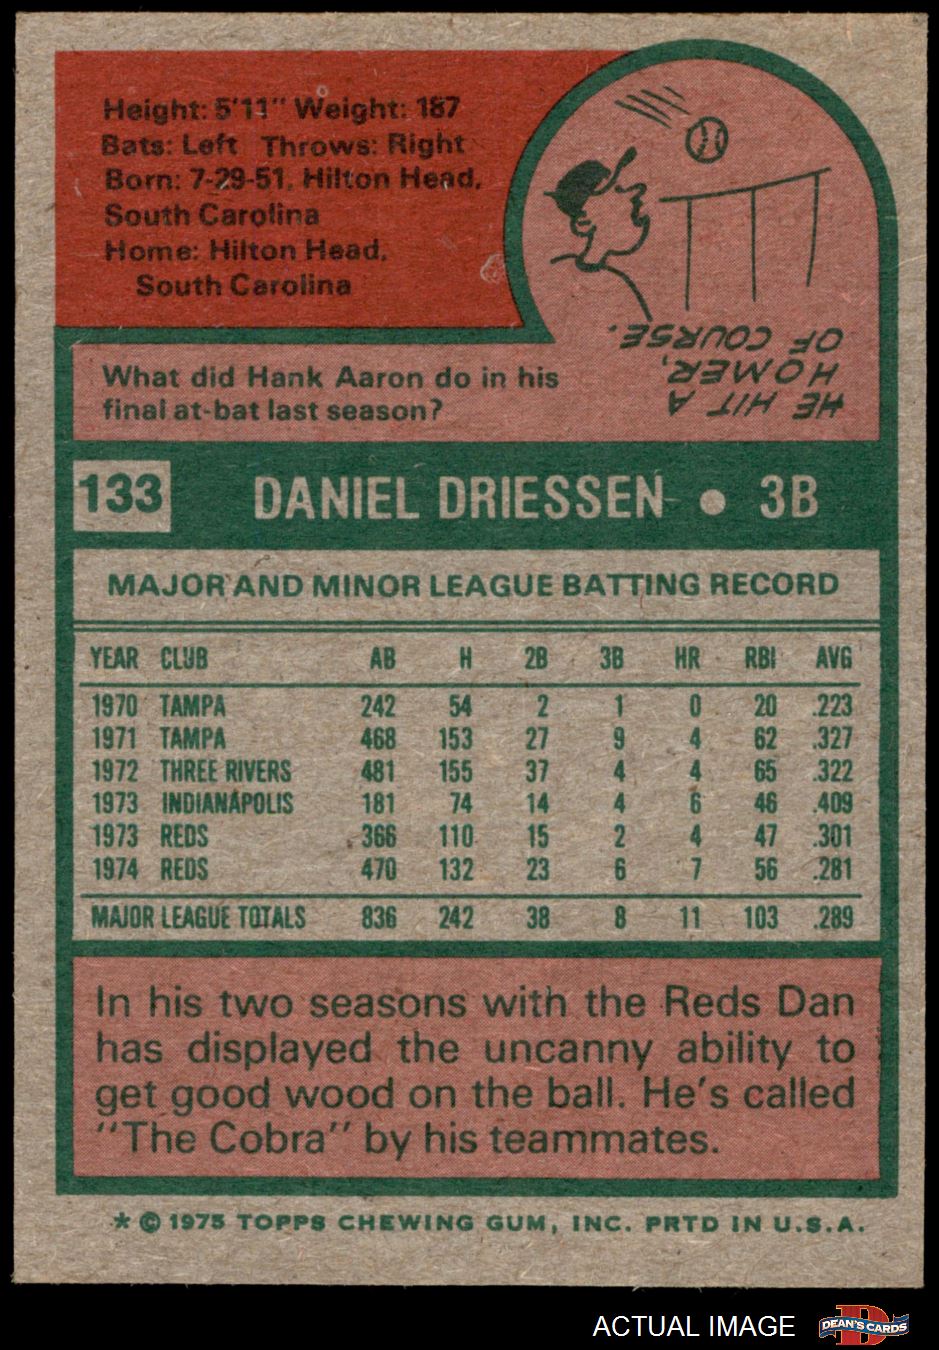 Height: 5'11" Weight: 187
Bats: Left Throws: Right
Born: 7-29-51, Hilton Head,
South Carolina
Home: Hilton Head,
South Carolina
What did Hank Aaron do in his
final at-bat last season?
HE HIT A
HOMER,
OF COURSE.
133 DANIEL DRIESSEN • 3B
MAJOR AND MINOR LEAGUE BATTING RECORD
YEAR CLUB AB H 2B 3B HR RBI AVG
1970 TAMPA 242 54 2 1 0 20 .223
1971 TAMPA 468 153 27 9 4 62 .327
1972 THREE RIVERS 481 155 37 4 4 65 .322
1973 INDIANAPOLIS 181 74 14 4 6 46 .409
1973 REDS 366 110 15 2 4 47 .301
1974 REDS 470 132 23 6 7 56 .281
MAJOR LEAGUE TOTALS 836 242 38 8 11 103 .289
In his two seasons with the Reds Dan
has displayed the uncanny ability to
get good wood on the ball. He's called
"The Cobra" by his teammates.
* © 1975 TOPPS CHEWING GUM, INC. PRTD IN U.S.A.
ACTUAL IMAGE
DEAN'S CARDS